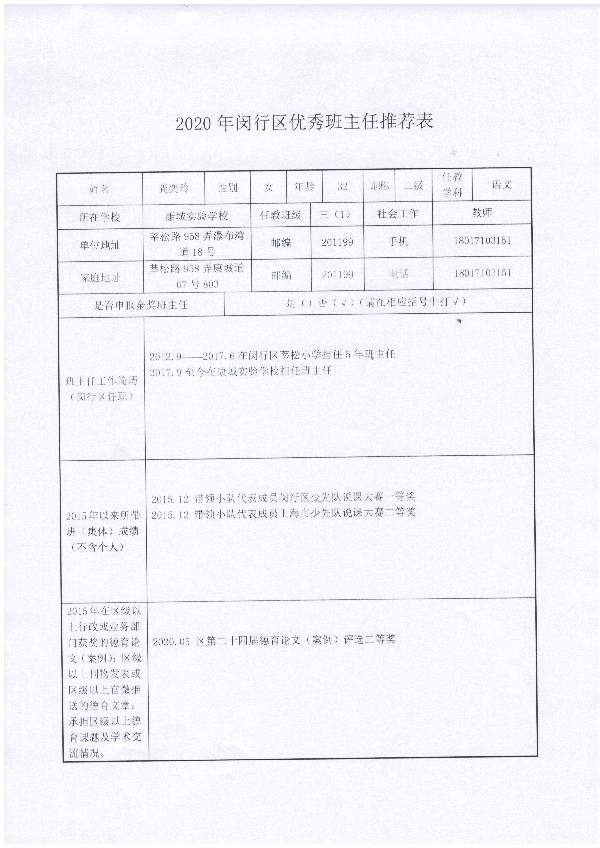 2020 年闵行区优秀班主任推荐表
姓名 性别 女 年龄 32 职称 二级 任教学科 语文
所在学校 康城实验学校 任教班级 三（1） 社会工作 教师
单位地址 莘松路 958 弄瀑布湾道 18 号 邮编 201199 手机 18017103151
家庭地址 莘松路 958 弄康城道 67 号 803 邮编 201199 电话 18017103151
是否申报金奖班主任 是（）否（√）（请在相应括号中打√）
班主任工作简历
（闵行区任职）
2012.9——2017.6 在闵行区莘松小学担任 5 年班主任
2017.9 至今在康城实验学校担任班主任
2015年以来所带
班（集体）成绩
（不含个人）
2015.12 带领小队代表成员闵行区少先队说课大赛一等奖
2015.12 带领小队代表成员上海市少先队说课大赛二等奖
2015年在区级以
上行政或业务部
门获奖的德育论
文（案例）；区级
以上刊物发表或
区级以上官微推
送的德育文章；
承担区级以上德
育课题及学术交
流情况。
2020.05 区第二十四届德育论文（案例）评选二等奖